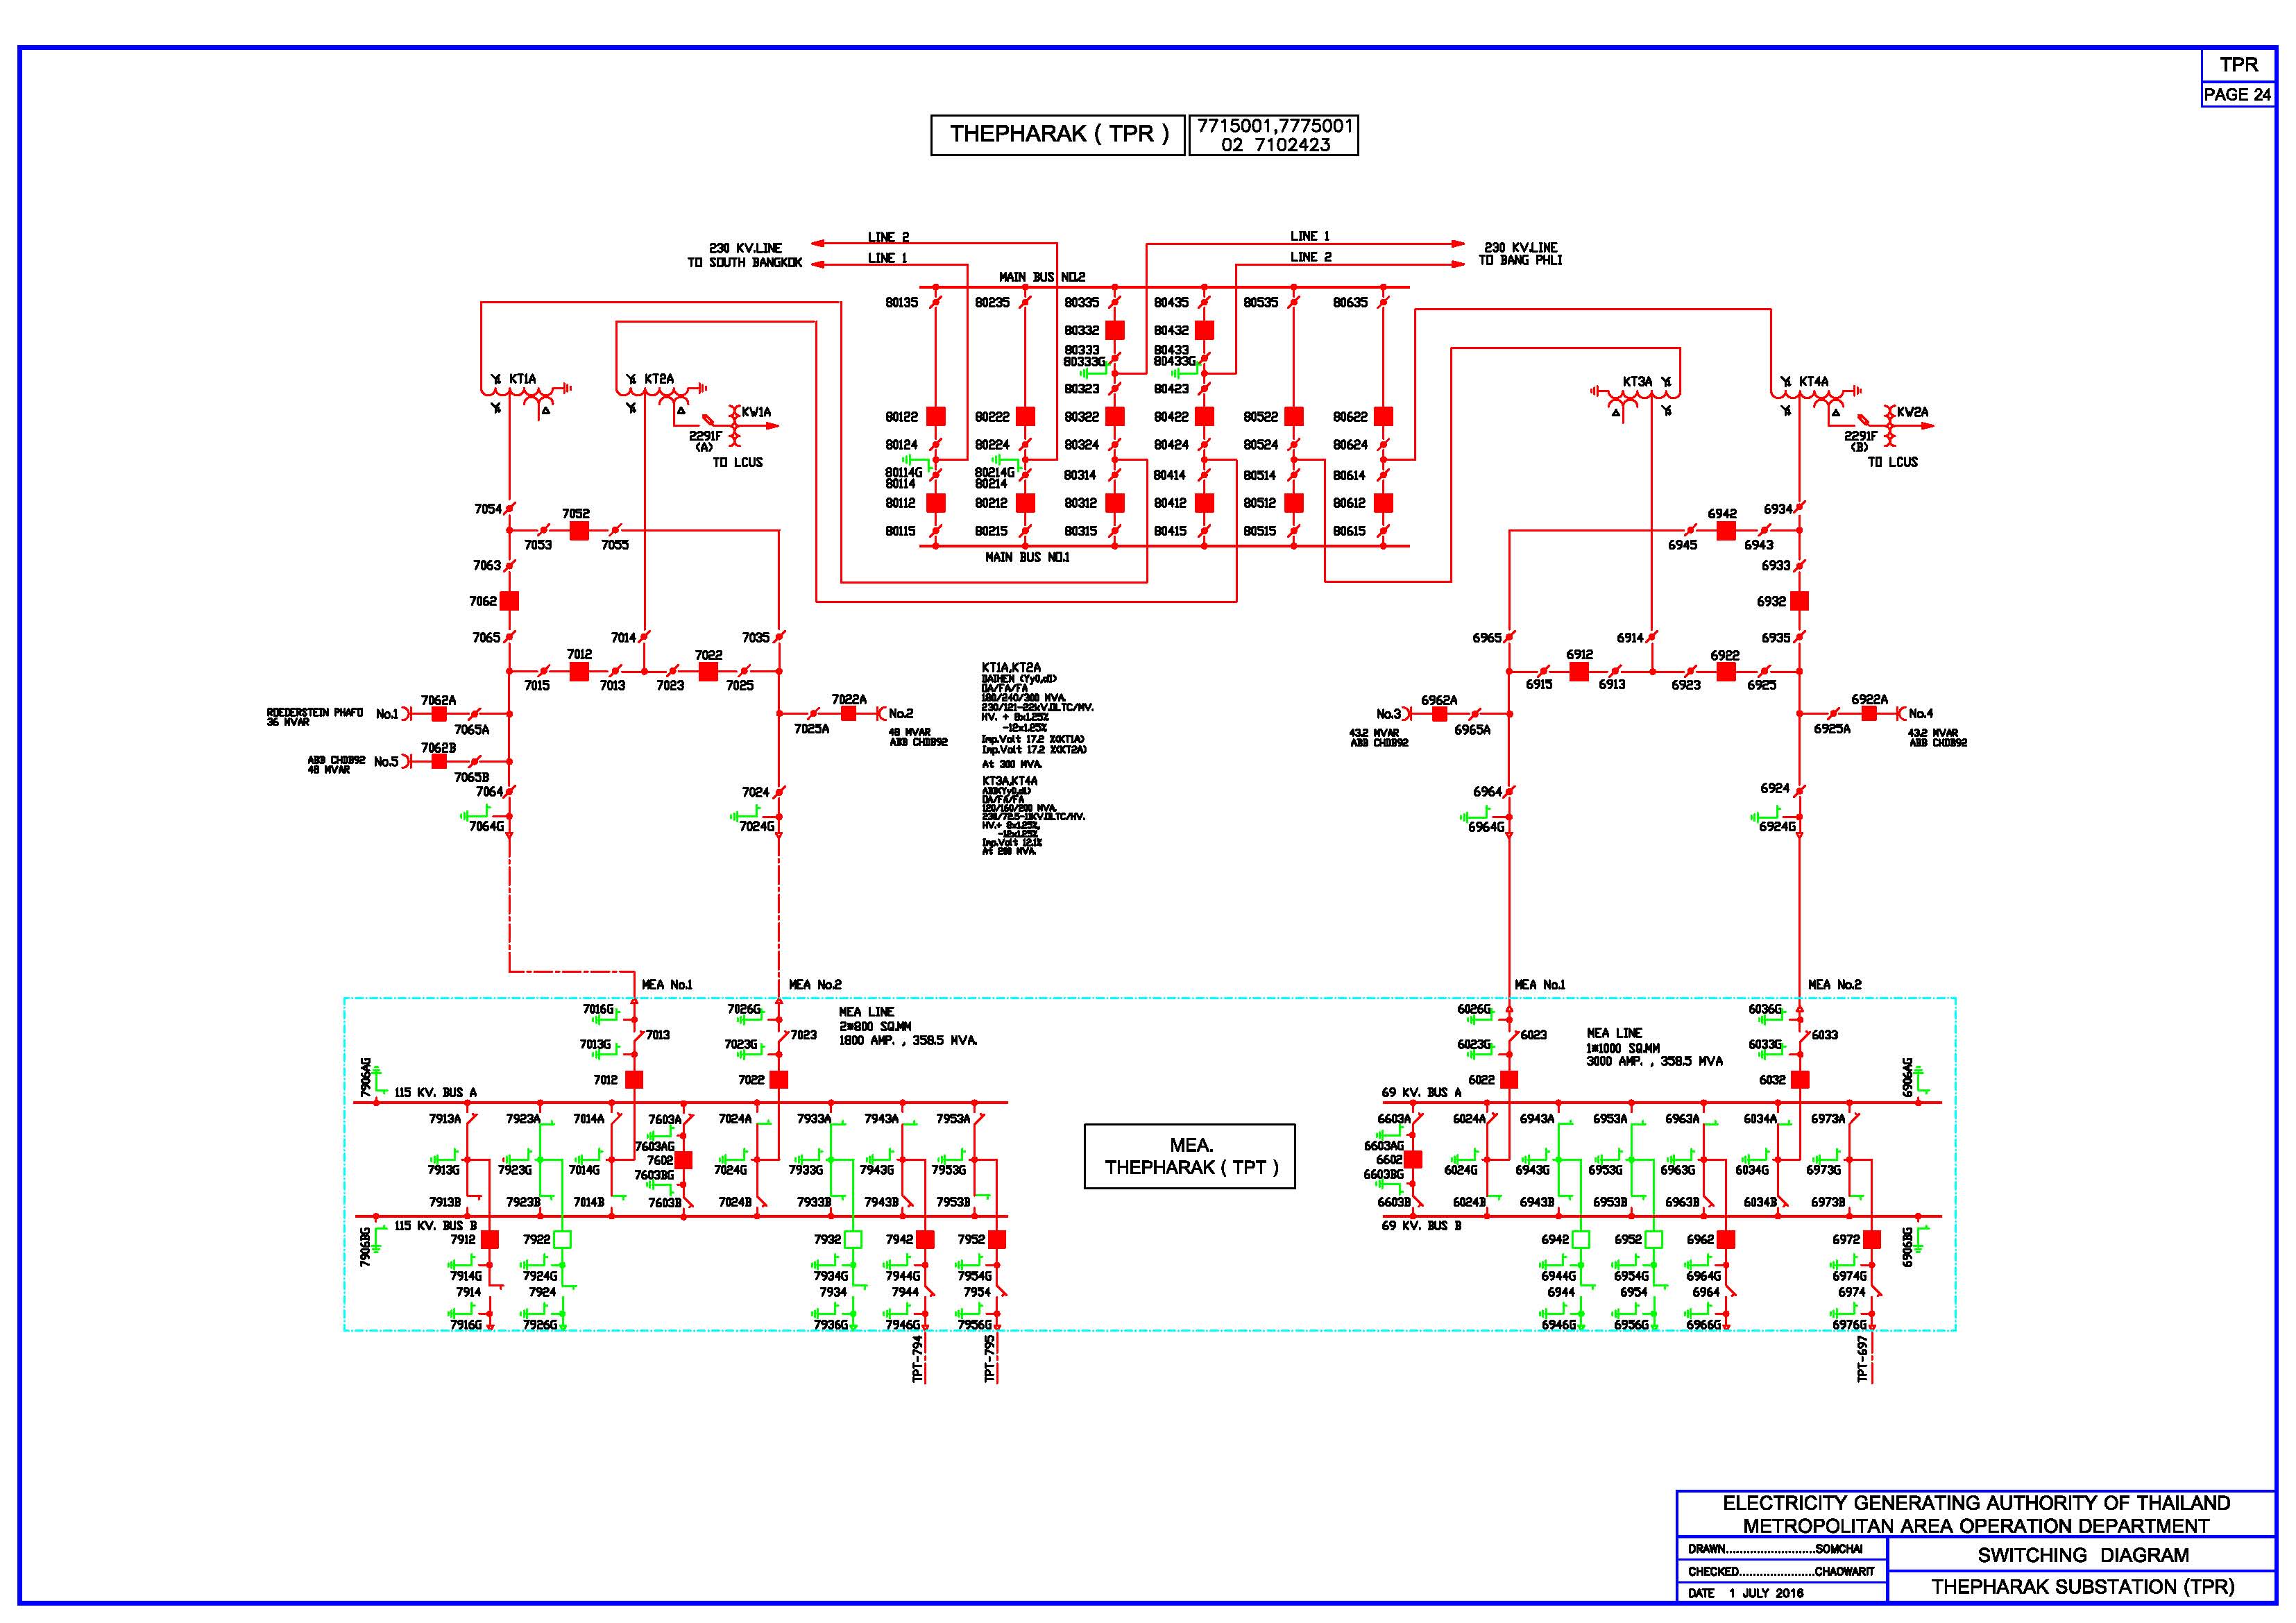 TPR
PAGE 24
THEPHARAK ( TPR )
7715001,7775001
02 7102423
230 KV.LINE
TO SOUTH BANGKOK
LINE 2
LINE 1
LINE 1
LINE 2
230 KV.LINE
TO BANG PHLI
MAIN BUS NO.2
80135
80235
80335
80435
80535
80635
80332
80432
80333
80333G
80433
80433G
80323
80423
80122
80222
80322
80422
80522
80622
80124
80224
80324
80424
80524
80624
80114G
80114
80214G
80214
80314
80414
80514
80614
80112
80212
80312
80412
80512
80612
80115
80215
80315
80415
80515
80615
MAIN BUS NO.1
KT1A
KT2A
KW1A
2291F
(A)
TO LCUS
KT3A
KT4A
KW2A
2291F
(B)
TO LCUS
7054
7052
7053
7055
7063
7062
7065
7014
7035
7012
7022
7015
7013
7023
7025
6934
6942
6945
6943
6933
6932
6965
6914
6935
6912
6922
6915
6913
6923
6925
ROEDERSTEIN PHAFO
36 MVAR
No.1
7062A
7065A
ABB CHDB92
48 MVAR
No.5
7062B
7065B
7064
7064G
7022A
7025A
No.2
48 MVAR
ABB CHDB92
7024
7024G
KT1A,KT2A
DAIHEN (Yy0,d1)
OA/FA/FA
180/240/300 MVA.
230/121-22kV.OLTC/HV.
HV. + 8x1.25%
-12x1.25%
Imp.Volt 17.2 %(KT1A)
Imp.Volt 17.2 %(KT2A)
At 300 MVA.
KT3A,KT4A
ABB(Yy0,d1)
OA/FA/FA
120/160/200 MVA.
230/72.5-11KV.OLTC/HV.
HV.+ 8x1.25%,
-12x1.25%
Imp.Volt 12.1%
At 200 MVA.
No.3
43.2 MVAR
ABB CHDB92
6962A
6965A
6964
6964G
6922A
6925A
No.4
43.2 MVAR
ABB CHDB92
6924
6924G
MEA No.1
MEA No.2
MEA No.1
MEA No.2
7016G
7013
7013G
7012
7026G
7023
7023G
7022
MEA LINE
2*800 SQ.MM
1800 AMP. , 358.5 MVA.
6026G
6023
6023G
6022
MEA LINE
1*1000 SQ.MM
3000 AMP. , 358.5 MVA
6036G
6033
6033G
6032
7906AG
115 KV. BUS A
7913A
7923A
7014A
7603A
7024A
7933A
7943A
7953A
7603AG
7602
7603BG
7913G
7923G
7014G
7024G
7933G
7943G
7953G
7913B
7923B
7014B
7603B
7024B
7933B
7943B
7953B
115 KV. BUS B
7906BG
7912
7922
7932
7942
7952
7914G
7924G
7934G
7944G
7954G
7914
7924
7934
7944
7954
7916G
7926G
7936G
7946G
7956G
TPT-794
TPT-795
MEA.
THEPHARAK ( TPT )
69 KV. BUS A
6906AG
6603A
6024A
6943A
6953A
6963A
6034A
6973A
6603AG
6602
6603BG
6024G
6943G
6953G
6963G
6034G
6973G
6603B
6024B
6943B
6953B
6963B
6034B
6973B
69 KV. BUS B
6906BG
6942
6952
6962
6972
6944G
6954G
6964G
6974G
6944
6954
6964
6974
6946G
6956G
6966G
6976G
TPT-697
ELECTRICITY GENERATING AUTHORITY OF THAILAND
METROPOLITAN AREA OPERATION DEPARTMENT
DRAWN..........................SOMCHAI
CHECKED......................CHAOWARIT
DATE 1 JULY 2016
SWITCHING DIAGRAM
THEPHARAK SUBSTATION (TPR)